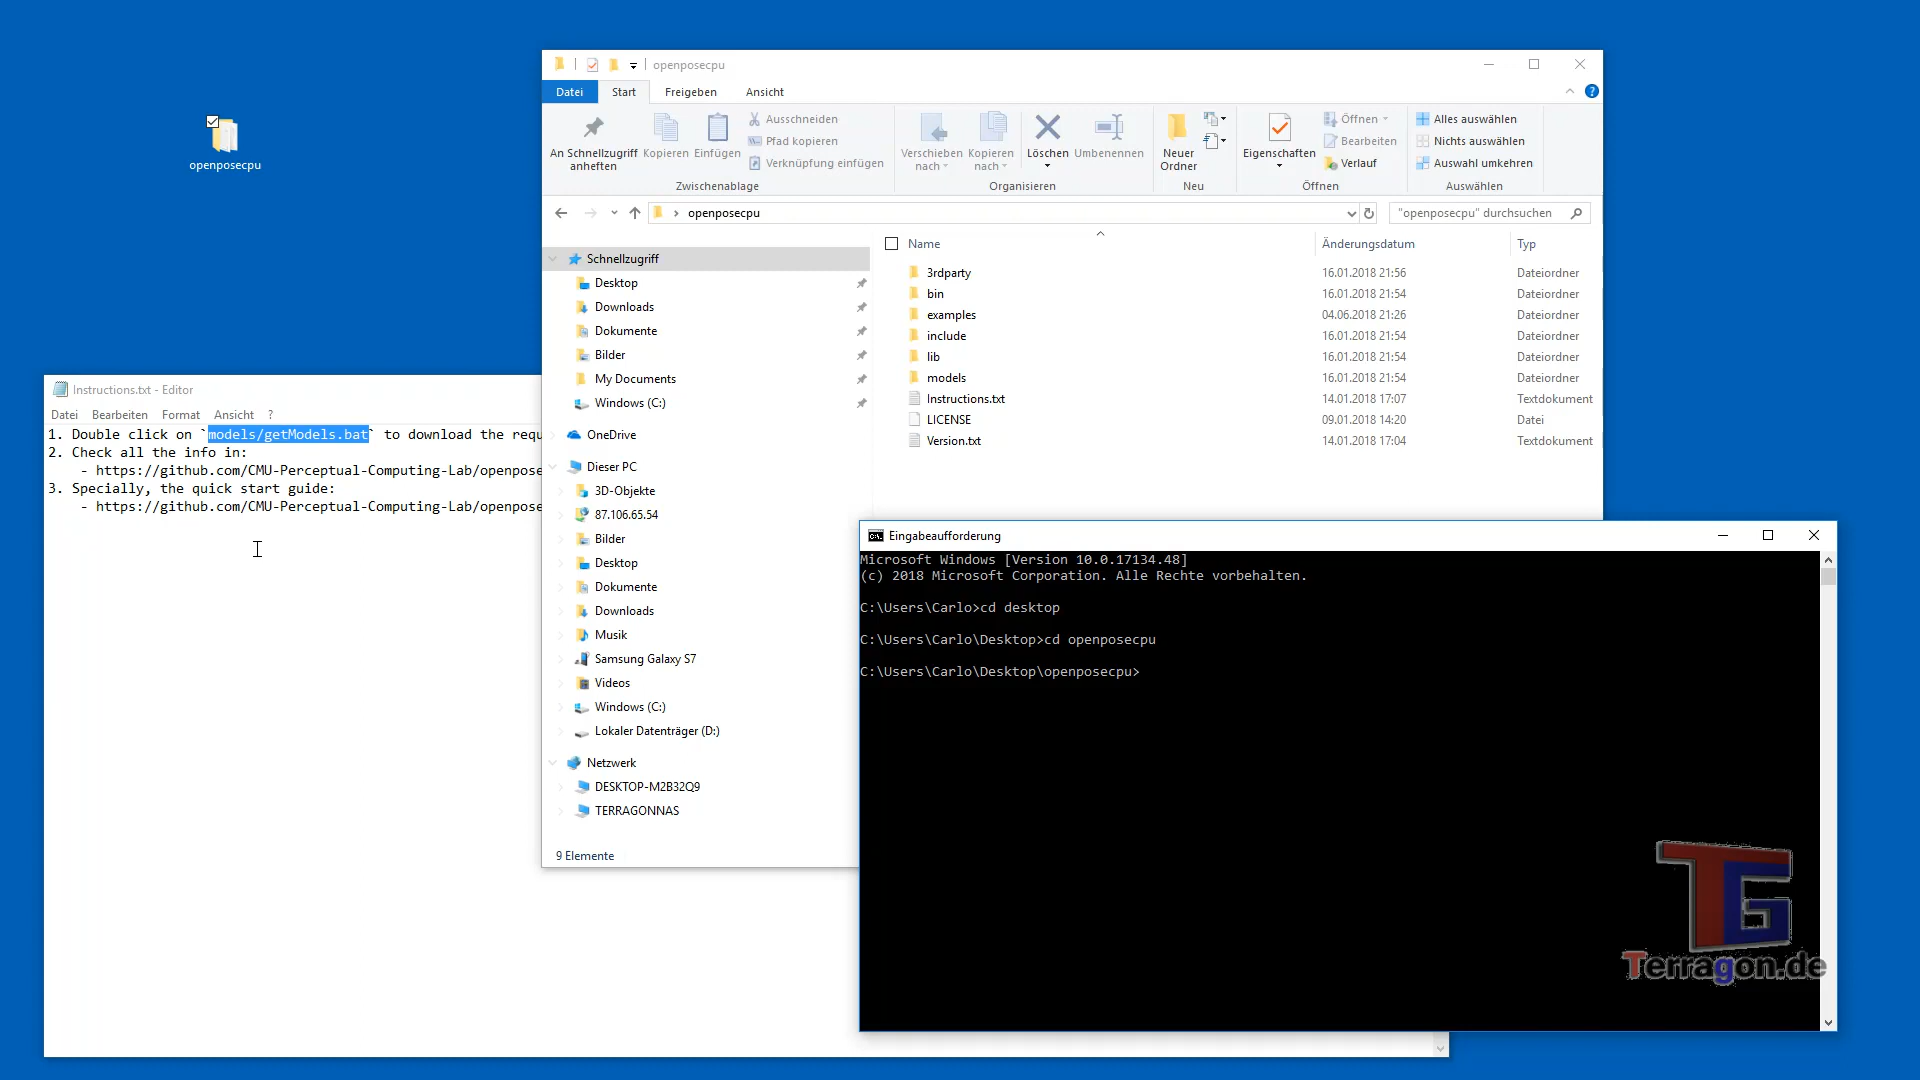 openposecpu
openposecpu
Datei Start Freigeben Ansicht
An Schnellzugriff anheften
Kopieren
Einfügen
Ausschneiden
Pfad kopieren
Verknüpfung einfügen
Zwischenablage
Verschieben nach
Kopieren nach
Löschen
Umbenennen
Organisieren
Neuer Ordner
Neu
Eigenschaften
Öffnen
Bearbeiten
Verlauf
Öffnen
Alles auswählen
Nichts auswählen
Auswahl umkehren
Auswählen
openposecpu
"openposecpu" durchsuchen
Schnellzugriff
Desktop
Downloads
Dokumente
Bilder
My Documents
Windows (C:)
OneDrive
Dieser PC
3D-Objekte
87.106.65.54
Bilder
Desktop
Dokumente
Downloads
Musik
Samsung Galaxy S7
Videos
Windows (C:)
Lokaler Datenträger (D:)
Netzwerk
DESKTOP-M2B32Q9
TERRAGONNAS
9 Elemente
Name Änderungsdatum Typ
3rdparty 16.01.2018 21:56 Dateiordner
bin 16.01.2018 21:54 Dateiordner
examples 04.06.2018 21:26 Dateiordner
include 16.01.2018 21:54 Dateiordner
lib 16.01.2018 21:54 Dateiordner
models 16.01.2018 21:54 Dateiordner
Instructions.txt 14.01.2018 17:07 Textdokument
LICENSE 09.01.2018 14:20 Datei
Version.txt 14.01.2018 17:04 Textdokument
Instructions.txt - Editor
Datei Bearbeiten Format Ansicht ?
1. Double click on `models/getModels.bat` to download the requ
2. Check all the info in:
- https://github.com/CMU-Perceptual-Computing-Lab/openpose
3. Specially, the quick start guide:
- https://github.com/CMU-Perceptual-Computing-Lab/openpose
Eingabeaufforderung
Microsoft Windows [Version 10.0.17134.48]
(c) 2018 Microsoft Corporation. Alle Rechte vorbehalten.
C:\Users\Carlo>cd desktop
C:\Users\Carlo\Desktop>cd openposecpu
C:\Users\Carlo\Desktop\openposecpu>
TG
Terragon.de